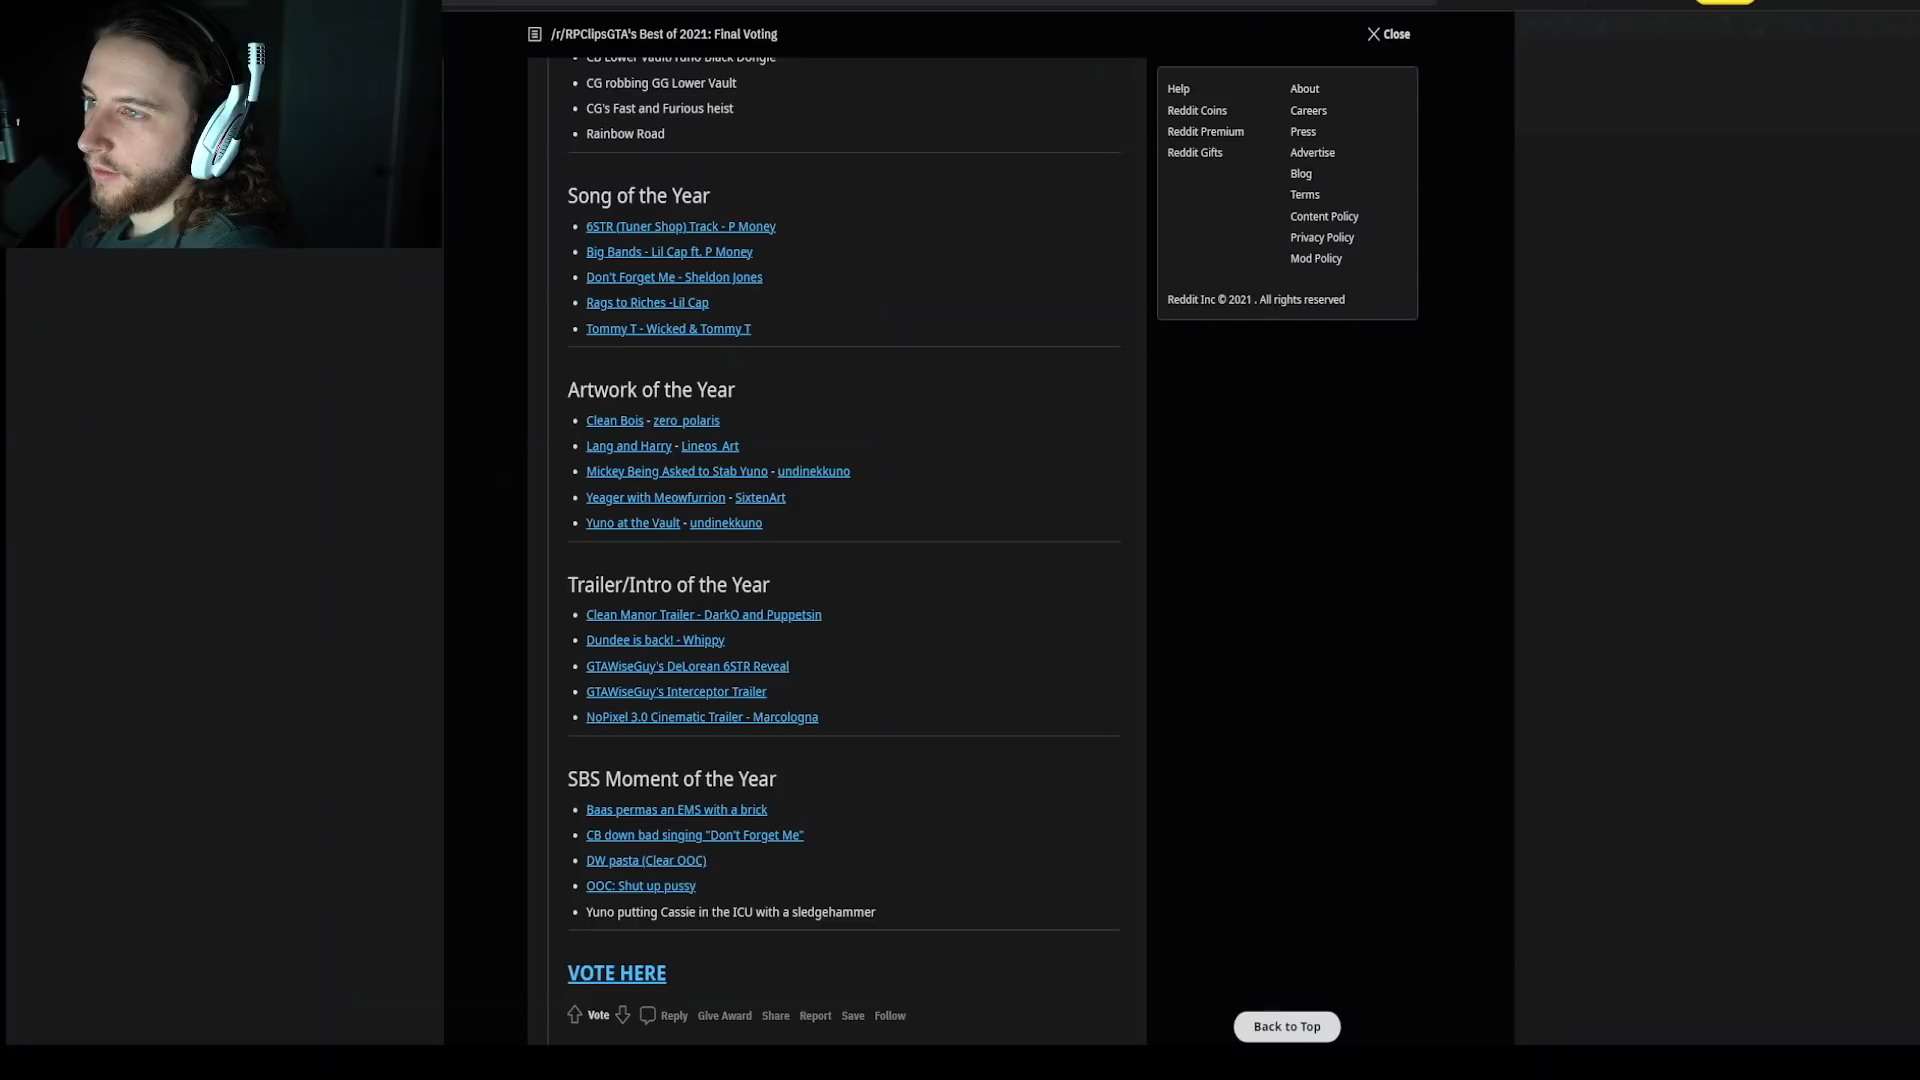 /r/RPClipsGTA's Best of 2021: Final Voting
Close
CB Lower Vault/Yuno Black Dongle
CG robbing GG Lower Vault
CG's Fast and Furious heist
Rainbow Road
Song of the Year
6STR (Tuner Shop) Track - P Money
Big Bands - Lil Cap ft. P Money
Don't Forget Me - Sheldon Jones
Rags to Riches -Lil Cap
Tommy T - Wicked & Tommy T
Artwork of the Year
Clean Bois - zero_polaris
Lang and Harry - Lineos_Art
Mickey Being Asked to Stab Yuno - undinekkuno
Yeager with Meowfurrion - SixtenArt
Yuno at the Vault - undinekkuno
Trailer/Intro of the Year
Clean Manor Trailer - DarkO and Puppetsin
Dundee is back! - Whippy
GTAWiseGuy's DeLorean 6STR Reveal
GTAWiseGuy's Interceptor Trailer
NoPixel 3.0 Cinematic Trailer - Marcologna
SBS Moment of the Year
Baas permas an EMS with a brick
CB down bad singing "Don't Forget Me"
DW pasta (Clear OOC)
OOC: Shut up pussy
Yuno putting Cassie in the ICU with a sledgehammer
VOTE HERE
Vote Reply Give Award Share Report Save Follow
Help About
Reddit Coins Careers
Reddit Premium Press
Reddit Gifts Advertise
Blog
Terms
Content Policy
Privacy Policy
Mod Policy
Reddit Inc © 2021 . All rights reserved
Back to Top